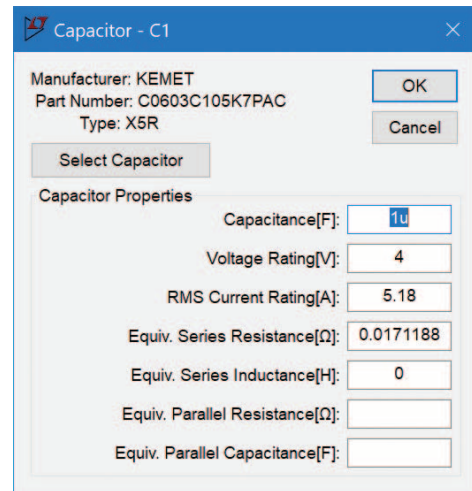 Capacitor - C1
Manufacturer: KEMET
OK
Part Number: C0603C105K7PAC
Type: X5R
Cancel
Select Capacitor
Capacitor Properties
Capacitance[F]: 1u
Voltage Rating[V]: 4
RMS Current Rating[A]: 5.18
Equiv. Series Resistance[Ω]: 0.0171188
Equiv. Series Inductance[H]: 0
Equiv. Parallel Resistance[Ω]:
Equiv. Parallel Capacitance[F]: